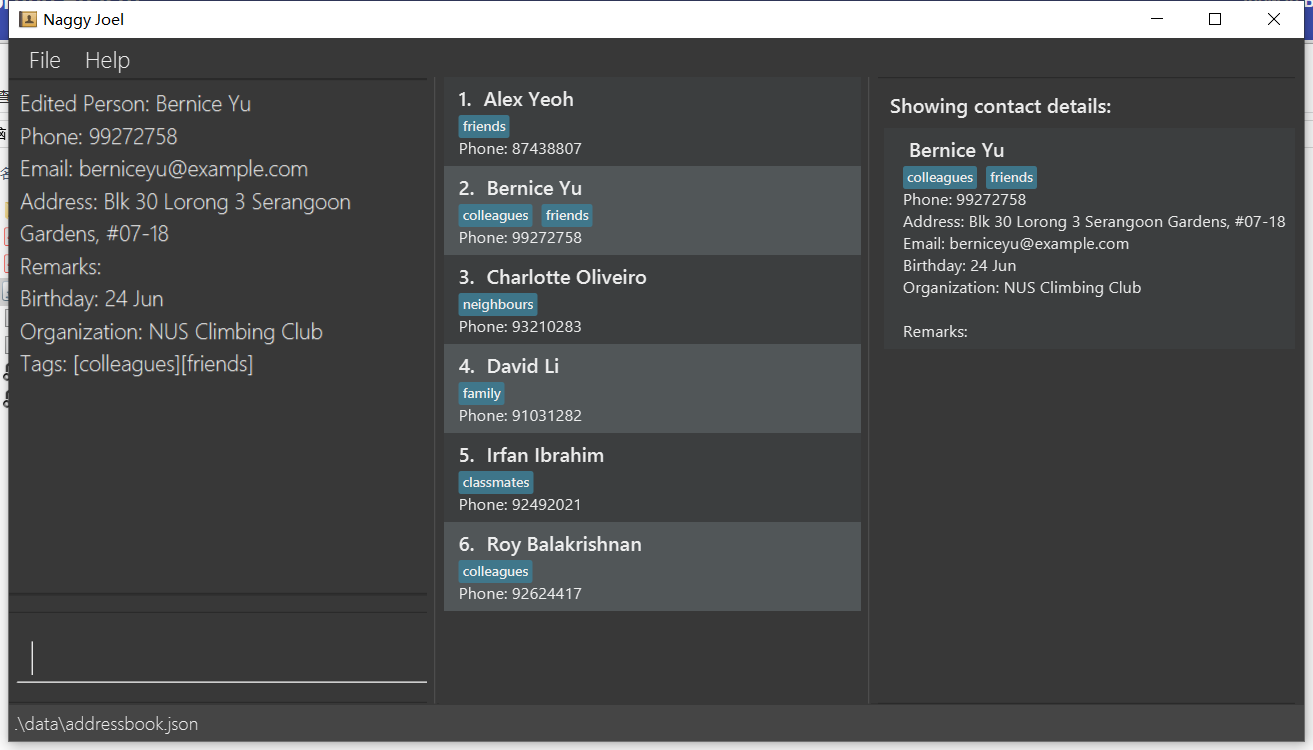 Naggy Joel
File Help
Edited Person: Bernice Yu
Phone: 99272758
Email: berniceyu@example.com
Address: Blk 30 Lorong 3 Serangoon
Gardens, #07-18
Remarks:
Birthday: 24 Jun
Organization: NUS Climbing Club
Tags: [colleagues][friends]
1. Alex Yeoh
friends
Phone: 87438807
2. Bernice Yu
colleagues friends
Phone: 99272758
3. Charlotte Oliveiro
neighbours
Phone: 93210283
4. David Li
family
Phone: 91031282
5. Irfan Ibrahim
classmates
Phone: 92492021
6. Roy Balakrishnan
colleagues
Phone: 92624417
Showing contact details:
Bernice Yu
colleagues friends
Phone: 99272758
Address: Blk 30 Lorong 3 Serangoon Gardens, #07-18
Email: berniceyu@example.com
Birthday: 24 Jun
Organization: NUS Climbing Club
Remarks:
.\data\addressbook.json